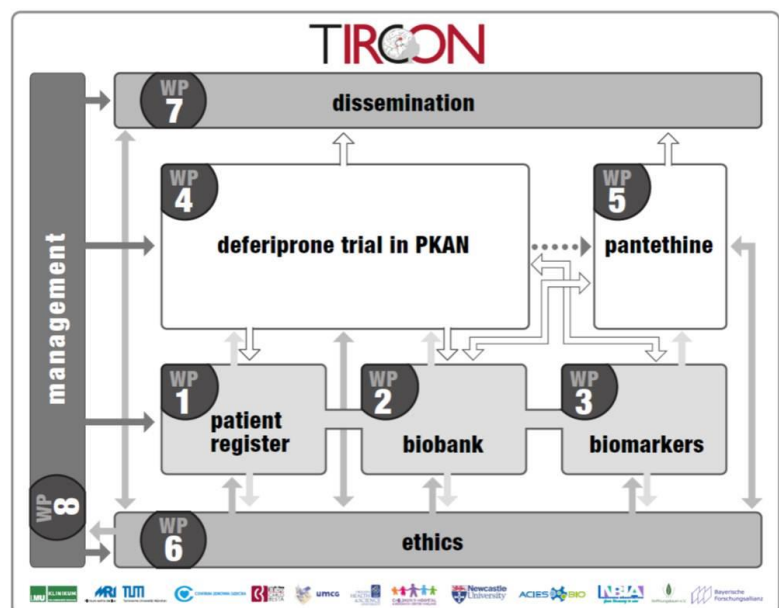 TIRCON
WP
7
dissemination
WP
4
deferiprone trial in PKAN
WP
5
pantethine
management
WP
1
patient
register
WP
2
biobank
WP
3
biomarkers
WP
8
WP
6
ethics
LMU KLINIKUM
MRI TUM
umcg
Newcastle
University
ACIES BIO
NBIA
Bayerische
Forschungsallianz